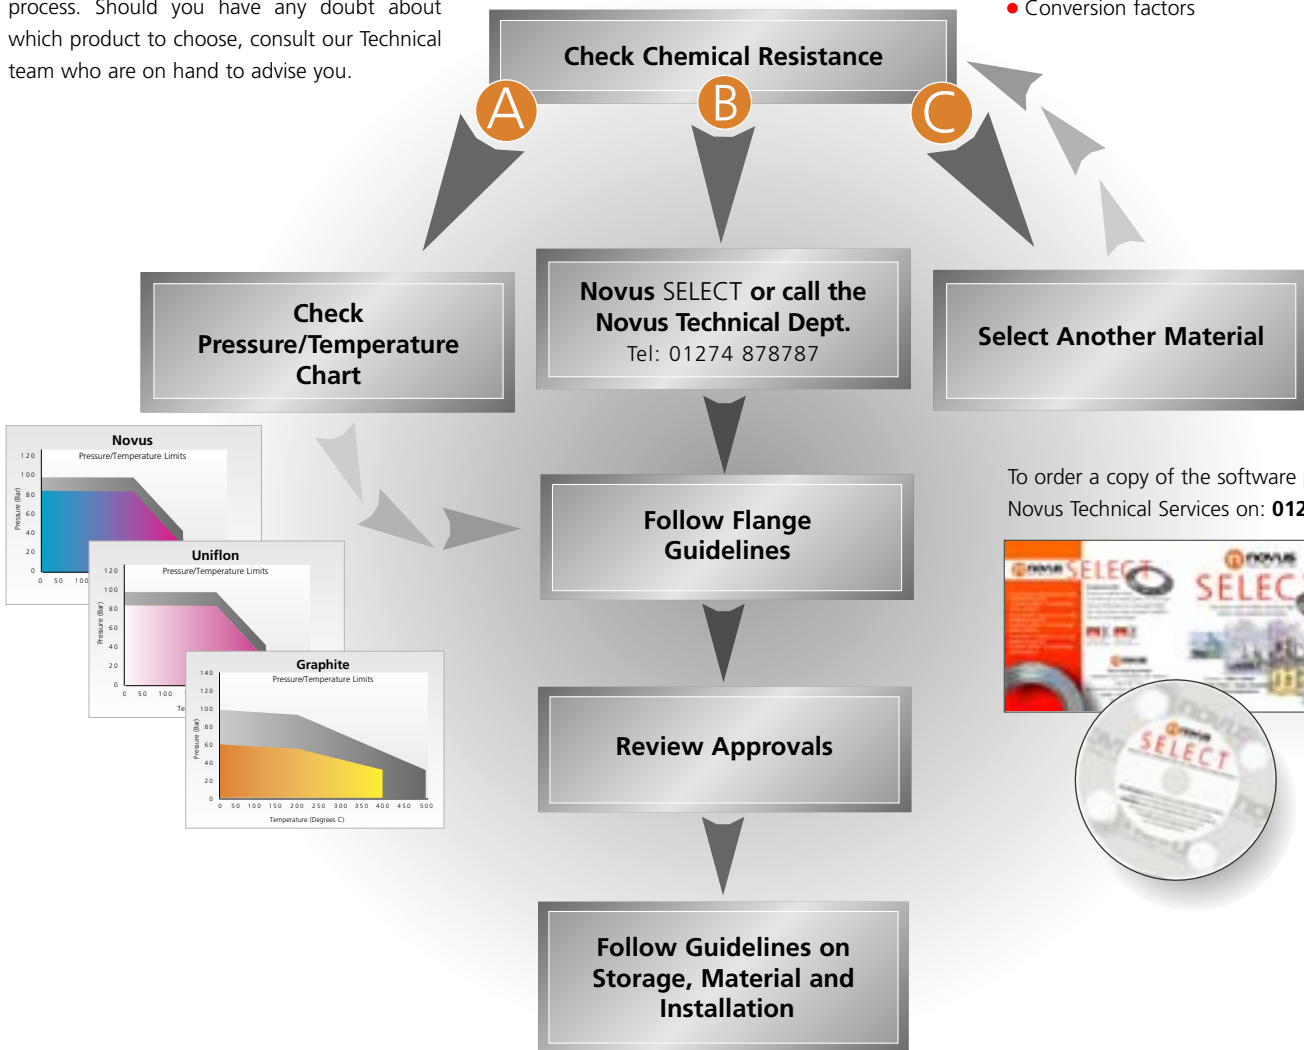 process. Should you have any doubt about
which product to choose, consult our Technical
team who are on hand to advise you.
Conversion factors
Check Chemical Resistance
A
B
C
Check
Pressure/Temperature
Chart
Novus SELECT or call the
Novus Technical Dept.
Tel: 01274 878787
Select Another Material
Novus
Pressure/Temperature Limits
Pressure (Bar)
120
100
80
60
40
20
0
0 50 100
Uniflon
Pressure/Temperature Limits
Pressure (Bar)
120
100
80
60
40
20
0
0 50 100
Te
Graphite
Pressure/Temperature Limits
Pressure (Bar)
140
120
100
80
60
40
20
0
0 50 100 150 200 250 300 350 400 450 500
Temperature (Degrees C)
Follow Flange
Guidelines
To order a copy of the software
Novus Technical Services on: 012
novus SELECT
novus
SELEC
novus
SELECT
Review Approvals
Follow Guidelines on
Storage, Material and
Installation